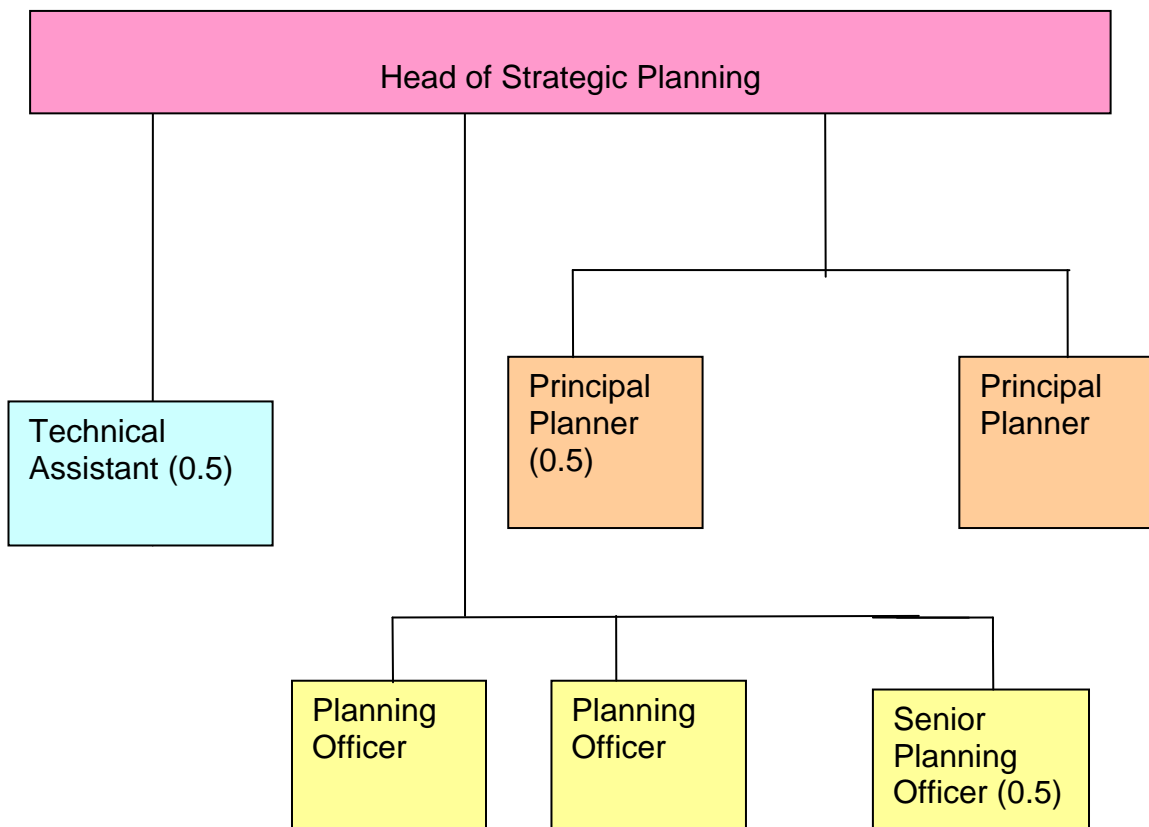 Head of Strategic Planning
Technical
Assistant (0.5)
Principal
Planner
(0.5)
Principal
Planner
Planning
Officer
Planning
Officer
Senior
Planning
Officer (0.5)